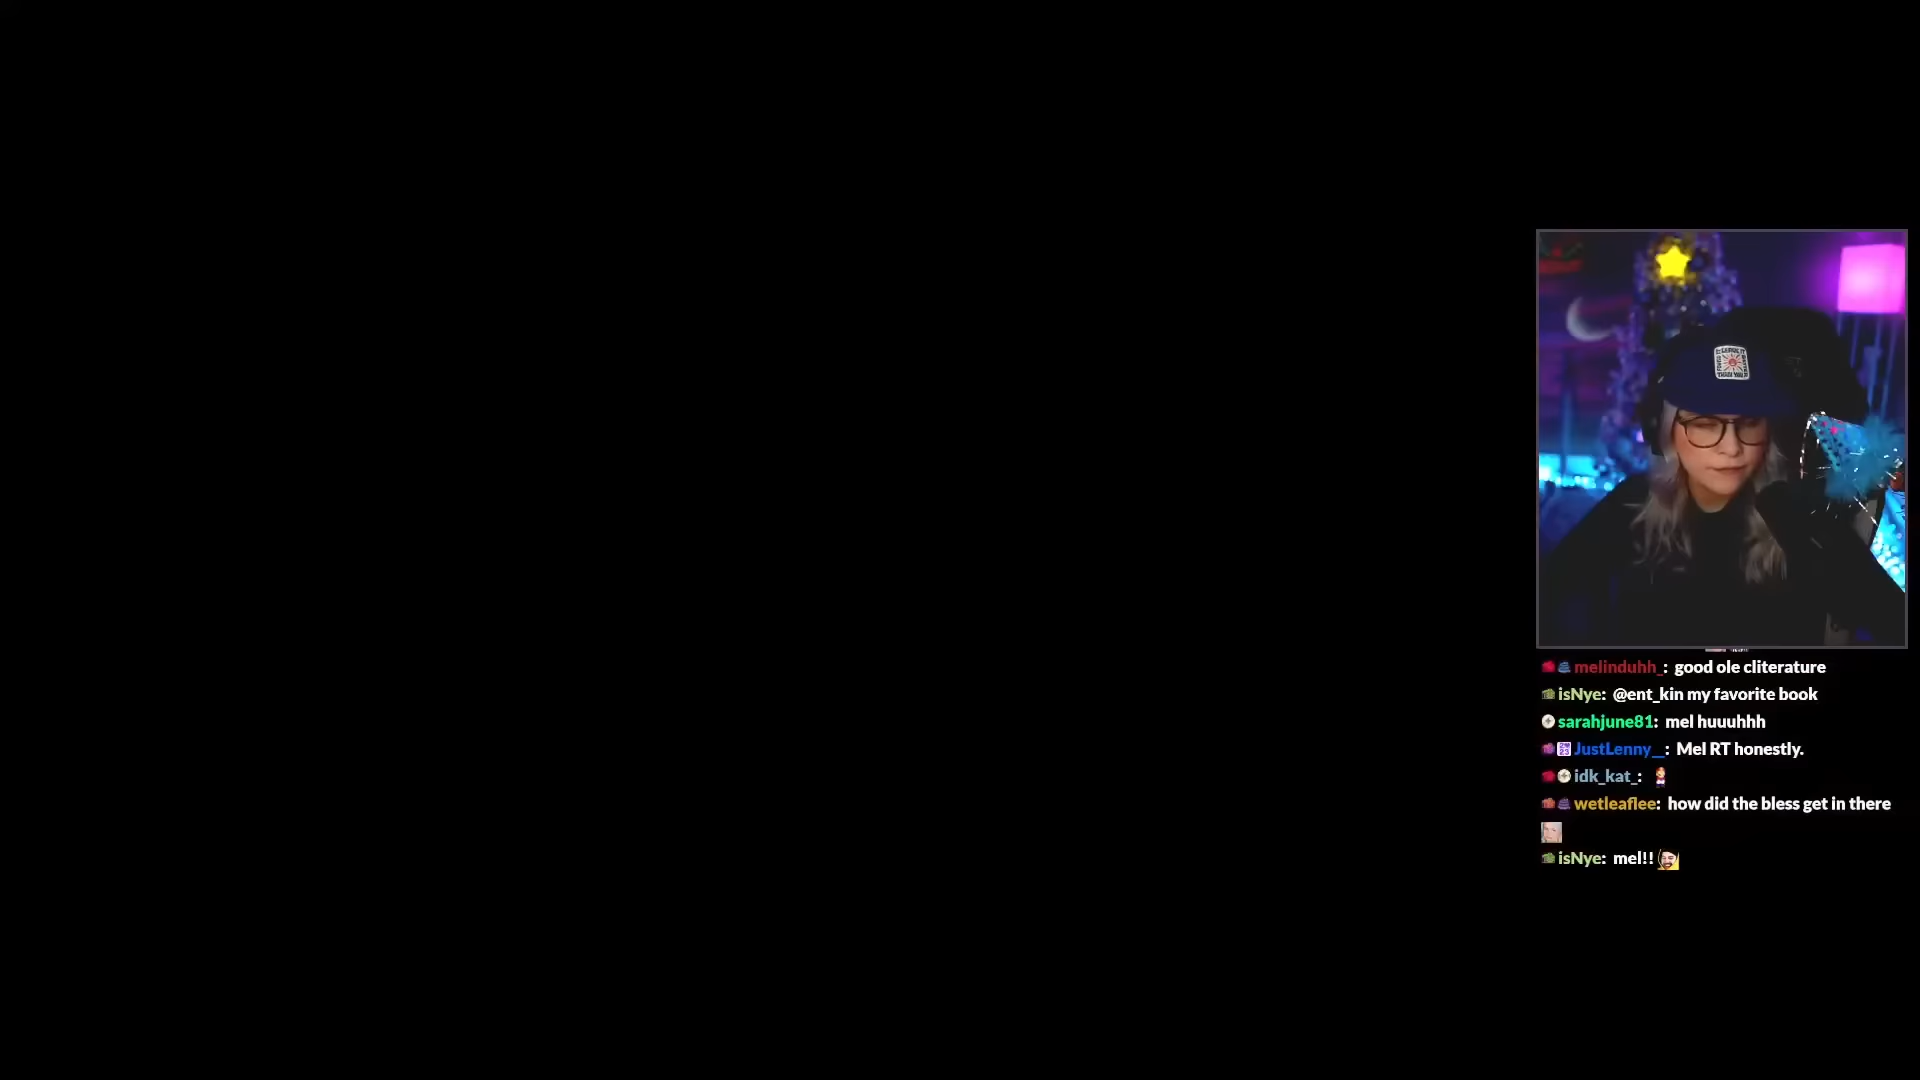 melinduhh_: good ole cliterature
isNye: @ent_kin my favorite book
sarahjune81: mel huuuhhh
JustLenny__: Mel RT honestly.
idk_kat_:
wetleaflee: how did the bless get in there
isNye: mel!!